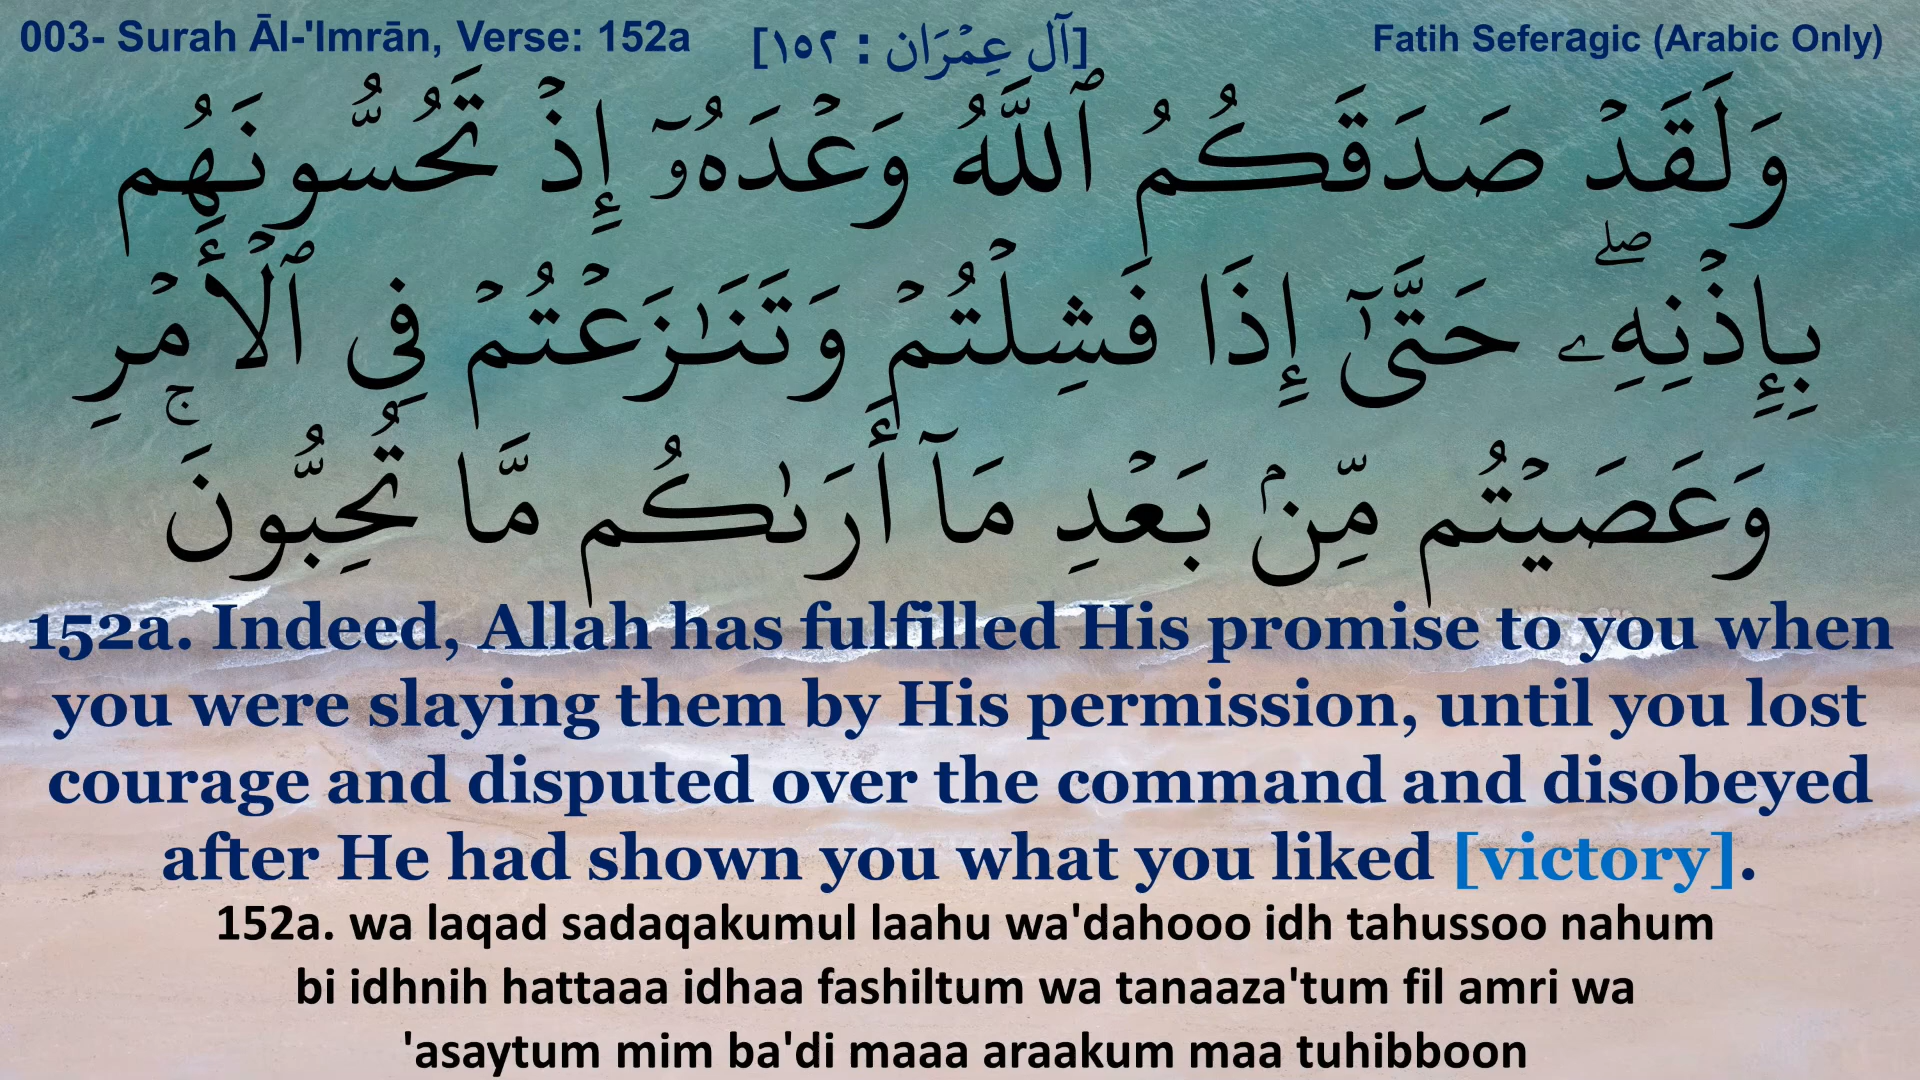 003- Surah Āl-'Imrān, Verse: 152a
[آل عِمْرَان : ١٥٢]
Fatih Seferagic (Arabic Only)
وَلَقَدۡ صَدَقَكُمُ ٱللَّهُ وَعۡدَهُۥٓ إِذۡ تَحُسُّونَهُم
بِإِذۡنِهِۦۖ حَتَّىٰٓ إِذَا فَشِلۡتُمۡ وَتَنَـٰزَعۡتُمۡ فِي ٱلۡأَمۡرِ
وَعَصَيۡتُم مِّنۢ بَعۡدِ مَآ أَرَىٰكُم مَّا تُحِبُّونَۚ
152a. Indeed, Allah has fulfilled His promise to you when
you were slaying them by His permission, until you lost
courage and disputed over the command and disobeyed
after He had shown you what you liked [victory].
152a. wa laqad sadaqakumul laahu wa'dahooo idh tahussoo nahum
bi idhnih hattaaa idhaa fashiltum wa tanaaza'tum fil amri wa
'asaytum mim ba'di maaa araakum maa tuhibboon